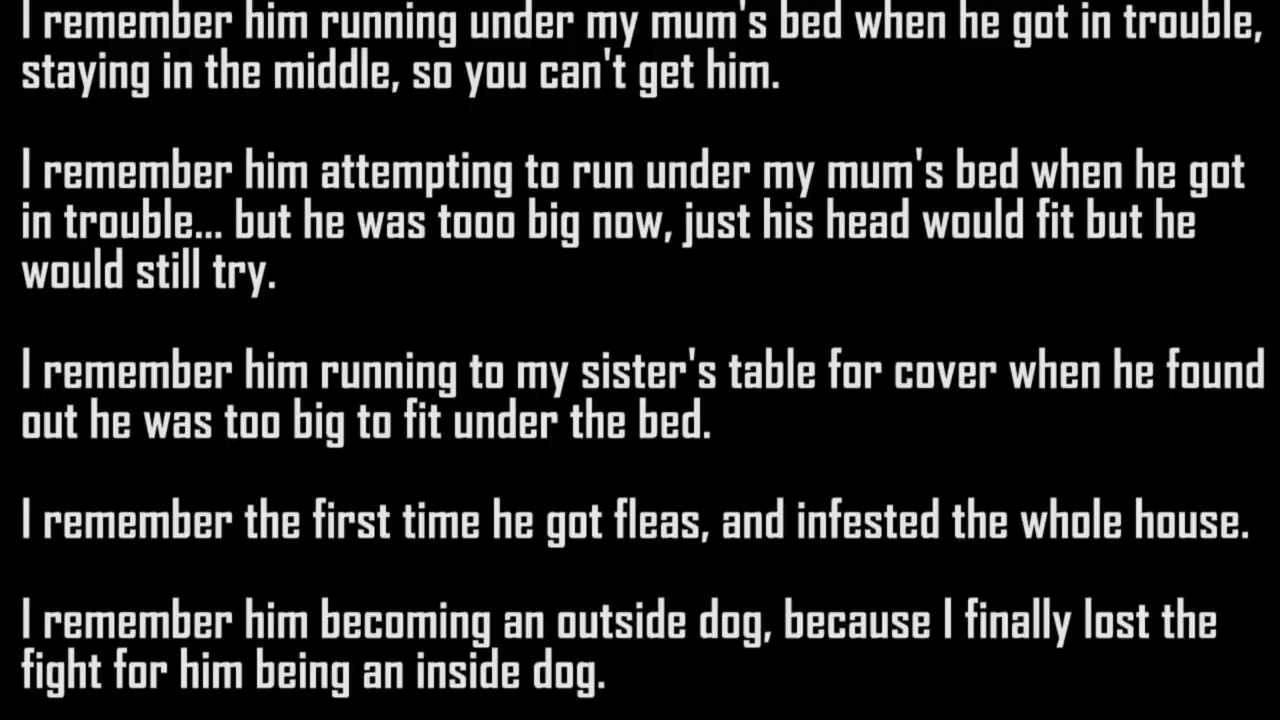 I remember him running under my mum's bed when he got in trouble,
staying in the middle, so you can't get him.
I remember him attempting to run under my mum's bed when he got
in trouble... but he was tooo big now, just his head would fit but he
would still try.
I remember him running to my sister's table for cover when he found
out he was too big to fit under the bed.
I remember the first time he got fleas, and infested the whole house.
I remember him becoming an outside dog, because I finally lost the
fight for him being an inside dog.